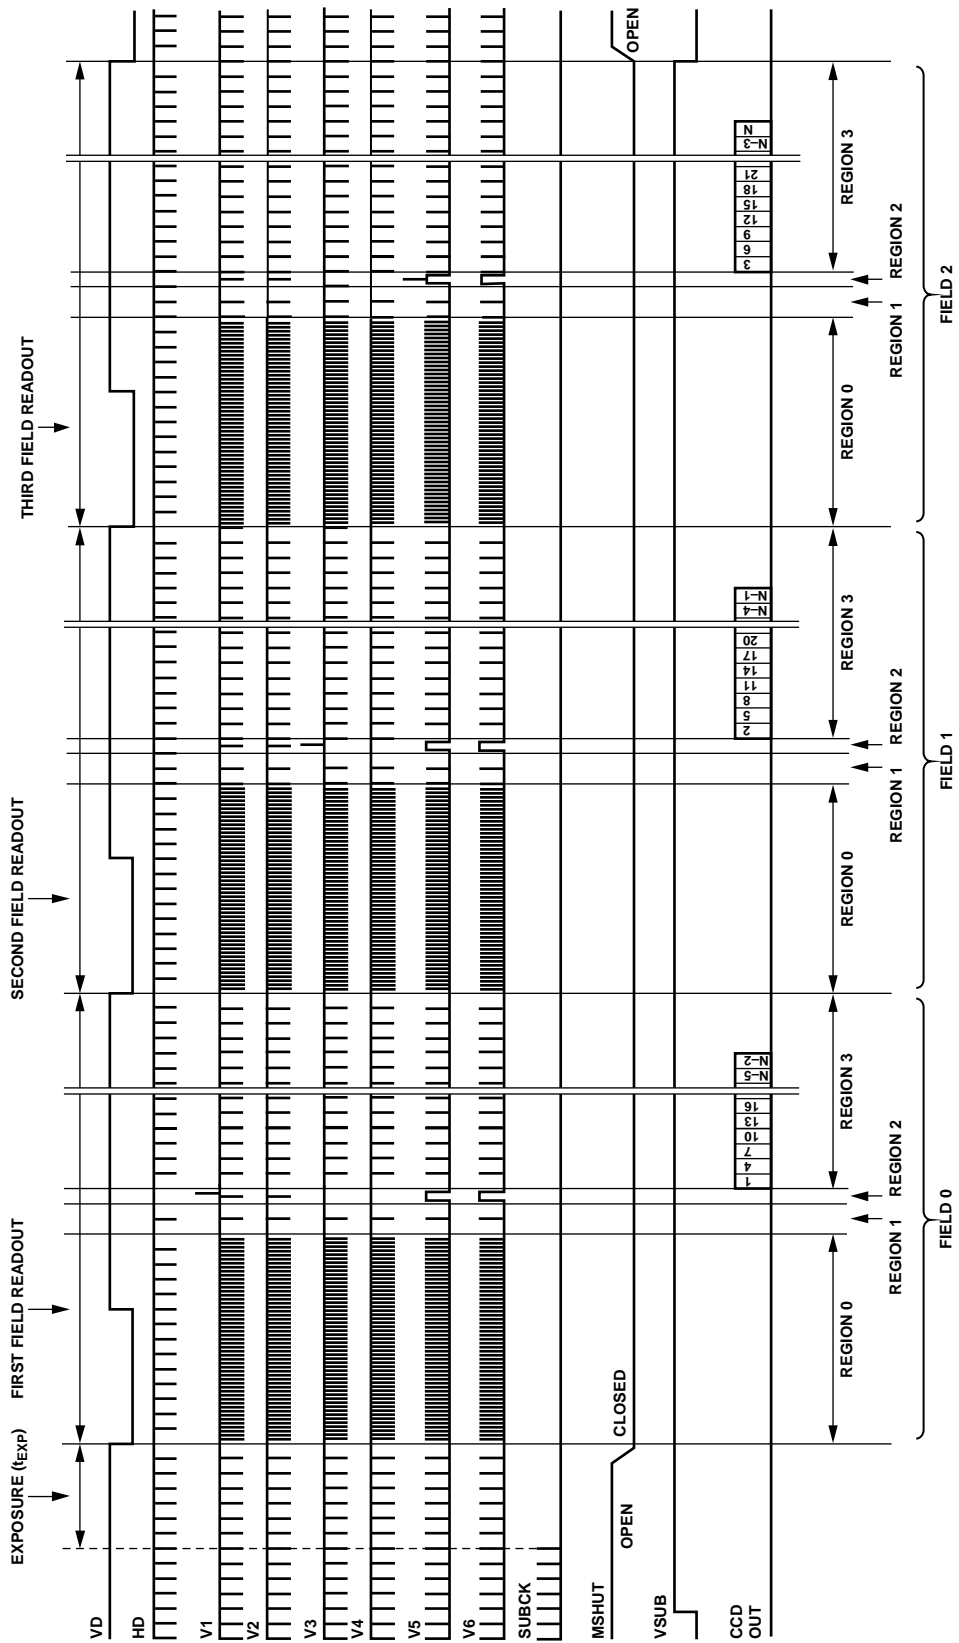 EXPOSURE (tEXP)
FIRST FIELD READOUT
SECOND FIELD READOUT
THIRD FIELD READOUT
VD
HD
V1
V2
V3
V4
V5
V6
SUBCK
MSHUT
OPEN
CLOSED
OPEN
VSUB
CCD
OUT
1
4
7
10
13
16
N–5
N–2
2
5
8
11
14
17
20
N–4
N–1
3
6
9
12
15
18
21
N–3
N
REGION 0
REGION 3
REGION 0
REGION 3
REGION 0
REGION 3
REGION 1
REGION 2
REGION 1
REGION 2
REGION 1
REGION 2
FIELD 0
FIELD 1
FIELD 2